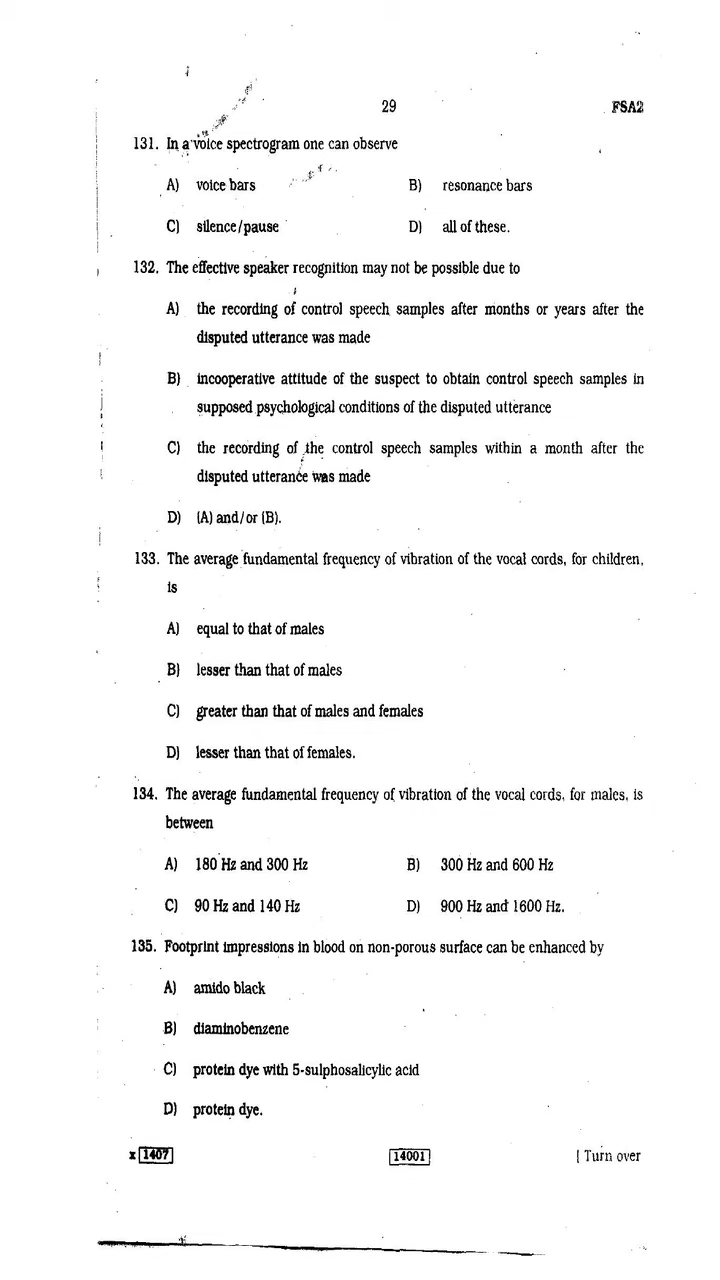 29 FSA2
131. In a voice spectrogram one can observe
A) voice bars B) resonance bars
C) silence/pause D) all of these.
132. The effective speaker recognition may not be possible due to
A) the recording of control speech samples after months or years after the
disputed utterance was made
B) incooperative attitude of the suspect to obtain control speech samples in
supposed psychological conditions of the disputed utterance
C) the recording of the control speech samples within a month after the
disputed utterance was made
D) (A) and/or (B).
133. The average fundamental frequency of vibration of the vocal cords, for children,
is
A) equal to that of males
B) lesser than that of males
C) greater than that of males and females
D) lesser than that of females.
134. The average fundamental frequency of vibration of the vocal cords, for males, is
between
A) 180 Hz and 300 Hz B) 300 Hz and 600 Hz
C) 90 Hz and 140 Hz D) 900 Hz and 1600 Hz.
135. Footprint impressions in blood on non-porous surface can be enhanced by
A) amido black
B) diaminobenzene
C) protein dye with 5-sulphosalicylic acid
D) protein dye.
x 1407 14001 [ Turn over